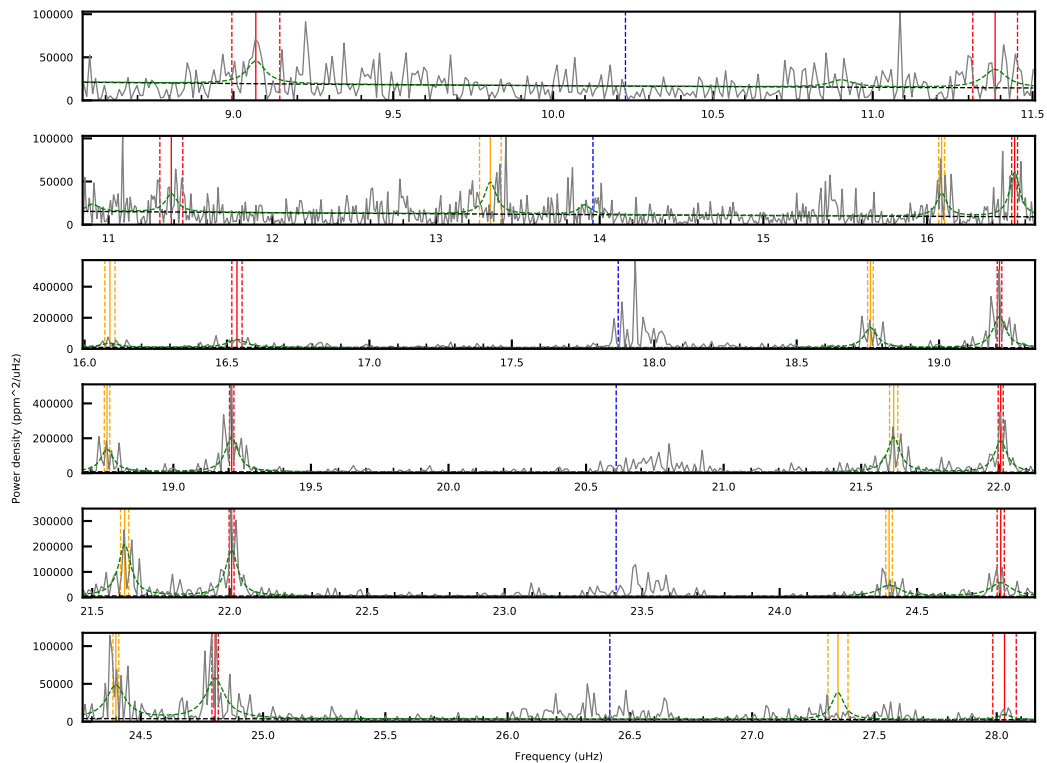 100000
50000
0
9.0 9.5 10.0 10.5 11.0 11.5
100000
50000
0
11 12 13 14 15 16
400000
200000
0
16.0 16.5 17.0 17.5 18.0 18.5 19.0
Power density (ppm^2/uHz)
400000
200000
0
19.0 19.5 20.0 20.5 21.0 21.5 22.0
300000
200000
100000
0
21.5 22.0 22.5 23.0 23.5 24.0 24.5
100000
50000
0
24.5 25.0 25.5 26.0 26.5 27.0 27.5 28.0
Frequency (uHz)